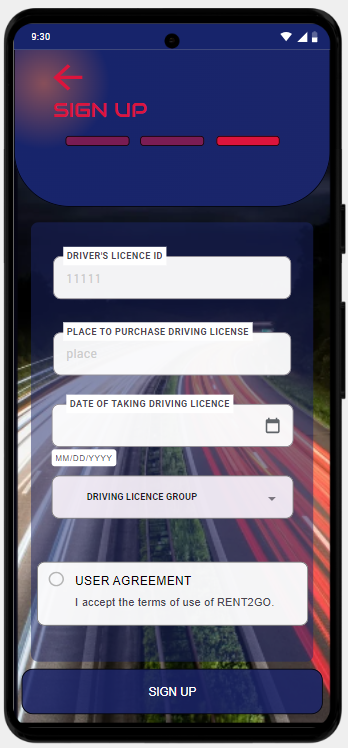 9:30
SIGN UP
DRIVER'S LICENCE ID
11111
PLACE TO PURCHASE DRIVING LICENSE
place
DATE OF TAKING DRIVING LICENCE
MM/DD/YYYY
DRIVING LICENCE GROUP
USER AGREEMENT
I accept the terms of use of RENT2GO.
SIGN UP